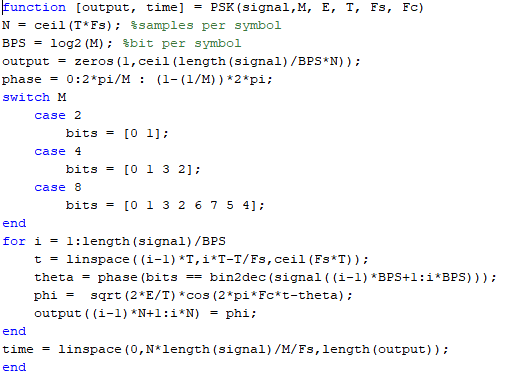 function [output, time] = PSK(signal,M, E, T, Fs, Fc)
N = ceil(T*Fs); %samples per symbol
BPS = log2(M); %bit per symbol
output = zeros(1,ceil(length(signal)/BPS*N));
phase = 0:2*pi/M : (1-(1/M))*2*pi;
switch M
    case 2
        bits = [0 1];
    case 4
        bits = [0 1 3 2];
    case 8
        bits = [0 1 3 2 6 7 5 4];
end
for i = 1:length(signal)/BPS
    t = linspace((i-1)*T,i*T-T/Fs,ceil(Fs*T));
    theta = phase(bits == bin2dec(signal((i-1)*BPS+1:i*BPS)));
    phi =  sqrt(2*E/T)*cos(2*pi*Fc*t-theta);
    output((i-1)*N+1:i*N) = phi;
end
time = linspace(0,N*length(signal)/M/Fs,length(output));
end